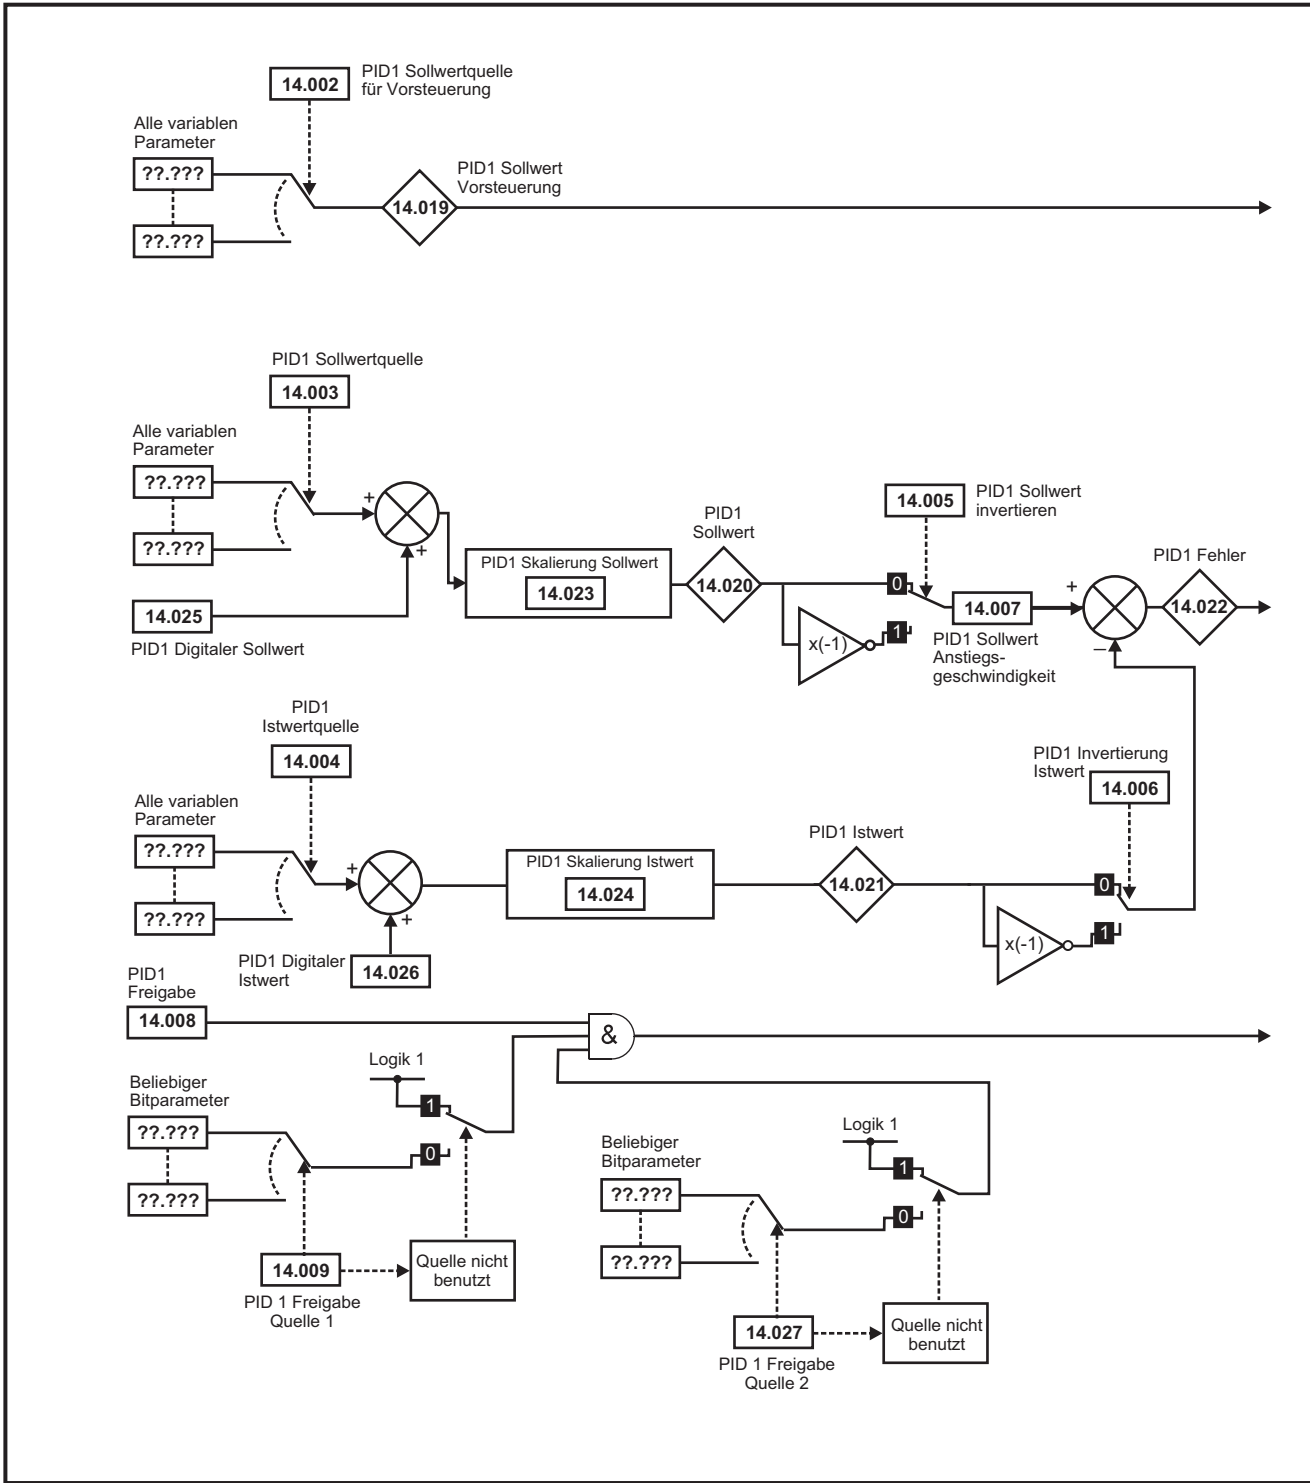 14.002
PID1 Sollwertquelle
für Vorsteuerung
Alle variablen
Parameter
??.???
??.???
14.019
PID1 Sollwert
Vorsteuerung
PID1 Sollwertquelle
14.003
Alle variablen
Parameter
??.???
??.???
+
+
14.025
PID1 Digitaler Sollwert
PID1 Skalierung Sollwert
14.023
PID1
Sollwert
14.020
14.005
PID1 Sollwert
invertieren
0
1
x(-1)
14.007
PID1 Sollwert
Anstiegs-
geschwindigkeit
+
–
PID1 Fehler
14.022
PID1
Istwertquelle
14.004
Alle variablen
Parameter
??.???
??.???
+
+
PID1 Digitaler
Istwert
14.026
PID1 Skalierung Istwert
14.024
PID1 Istwert
14.021
PID1 Invertierung
Istwert
14.006
0
1
x(-1)
PID1
Freigabe
14.008
&
Logik 1
1
0
Beliebiger
Bitparameter
??.???
??.???
14.009
PID 1 Freigabe
Quelle 1
Quelle nicht
benutzt
Logik 1
1
0
Beliebiger
Bitparameter
??.???
??.???
14.027
PID 1 Freigabe
Quelle 2
Quelle nicht
benutzt